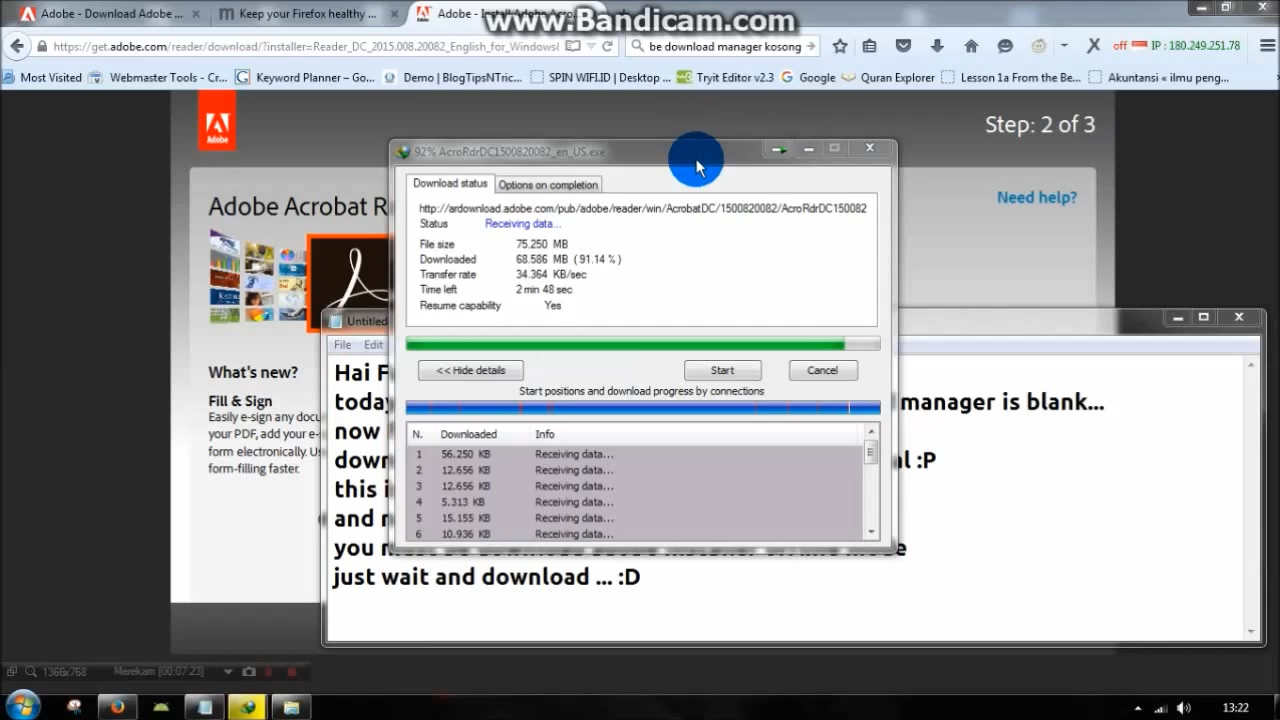 www.Bandicam.com
Adobe - Download Adobe ...
Keep your Firefox healthy ...
Adobe - Install Adobe Acro...
https://get.adobe.com/reader/download/?installer=Reader_DC_2015.008.20082_English_for_Windows&
be download manager kosong
off
IP : 180.249.251.78
Most Visited
Webmaster Tools - Cr...
Keyword Planner – Go...
Demo | BlogTipsNTric...
SPIN WIFI.ID | Desktop ...
Tryit Editor v2.3
Google
Quran Explorer
Lesson 1a From the Be...
Akuntansi « ilmu peng...
Adobe
Step: 2 of 3
Need help?
Adobe Acrobat R
What's new?
Fill & Sign
Easily e-sign any docu
your PDF, add your e-s
form electronically. Us
form-filling faster.
92% AcroRdrDC1500820082_en_US.exe
Download status
Options on completion
http://ardownload.adobe.com/pub/adobe/reader/win/AcrobatDC/1500820082/AcroRdrDC150082
Status Receiving data...
File size 75.250 MB
Downloaded 68.586 MB ( 91.14 % )
Transfer rate 34.364 KB/sec
Time left 2 min 48 sec
Resume capability Yes
<< Hide details
Start
Cancel
Start positions and download progress by connections
N. Downloaded Info
1 56.250 KB Receiving data...
2 12.656 KB Receiving data...
3 12.656 KB Receiving data...
4 5.313 KB Receiving data...
5 15.155 KB Receiving data...
6 10.936 KB Receiving data...
Untitled
File Edit
Hai F
today manager is blank...
now
down l :P
this i
and n
you
just wait and download ... :D
1366x768
Merekam [00:07:23]
13:22